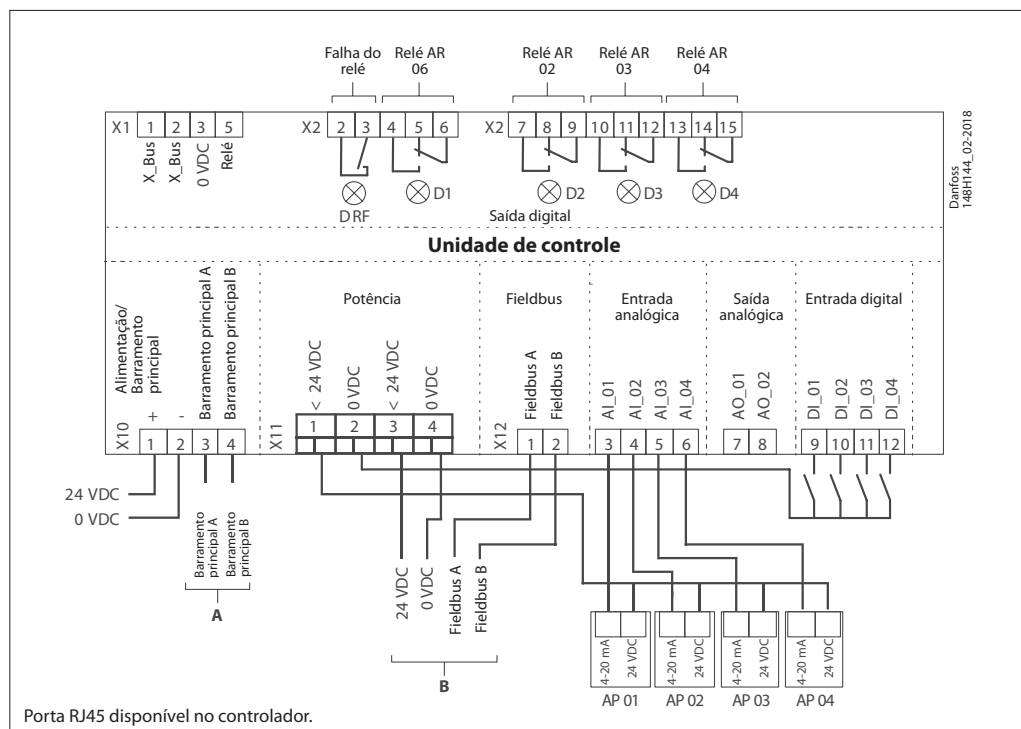 Falha do relé
Relé AR 06
Relé AR 02
Relé AR 03
Relé AR 04
X1 1 2 3 5
X2 2 3 4 5 6
X2 7 8 9 10 11 12 13 14 15
X_Bus
X_Bus
0 VDC
Relé
D RF
D1
D2
D3
D4
Saída digital
Danfoss
148H144_02-2018
Unidade de controle
Alimentação/
Barramento
principal
Barramento principal A
Barramento principal B
Potência
Fieldbus
Entrada
analógica
Saída
analógica
Entrada digital
+
-
< 24 VDC
0 VDC
< 24 VDC
0 VDC
Fieldbus A
Fieldbus B
AI_01
AI_02
AI_03
AI_04
AO_01
AO_02
DI_01
DI_02
DI_03
DI_04
X10 1 2 3 4
X11 1 2 3 4
X12 1 2 3 4 5 6 7 8 9 10 11 12
24 VDC
0 VDC
Barramento
principal A
Barramento
principal B
A
24 VDC
0 VDC
Fieldbus A
Fieldbus B
B
4-20 mA
24 VDC
4-20 mA
24 VDC
4-20 mA
24 VDC
4-20 mA
24 VDC
AP 01
AP 02
AP 03
AP 04
Porta RJ45 disponível no controlador.